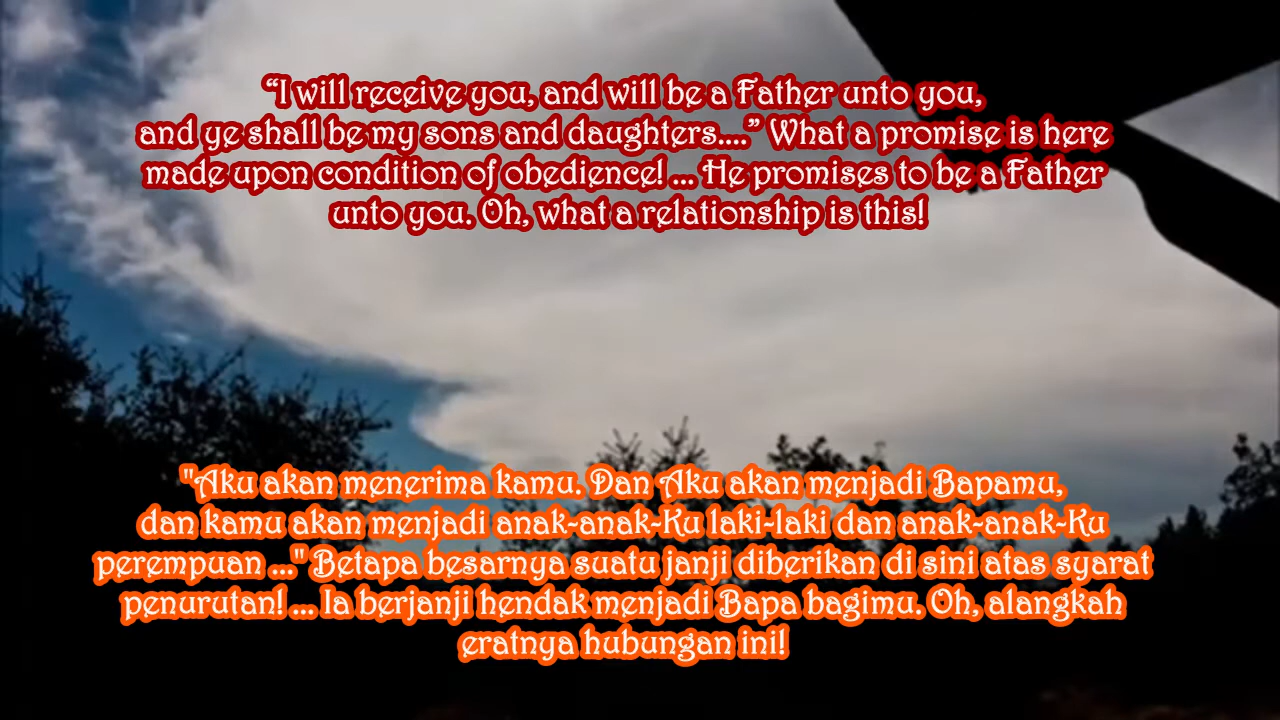 “I will receive you, and will be a Father unto you,
and ye shall be my sons and daughters....” What a promise is here
made upon condition of obedience! ... He promises to be a Father
unto you. Oh, what a relationship is this!
"Aku akan menerima kamu. Dan Aku akan menjadi Bapamu,
dan kamu akan menjadi anak-anak-Ku laki-laki dan anak-anak-Ku
perempuan ..." Betapa besarnya suatu janji diberikan di sini atas syarat
penurutan! ... Ia berjanji hendak menjadi Bapa bagimu. Oh, alangkah
eratnya hubungan ini!